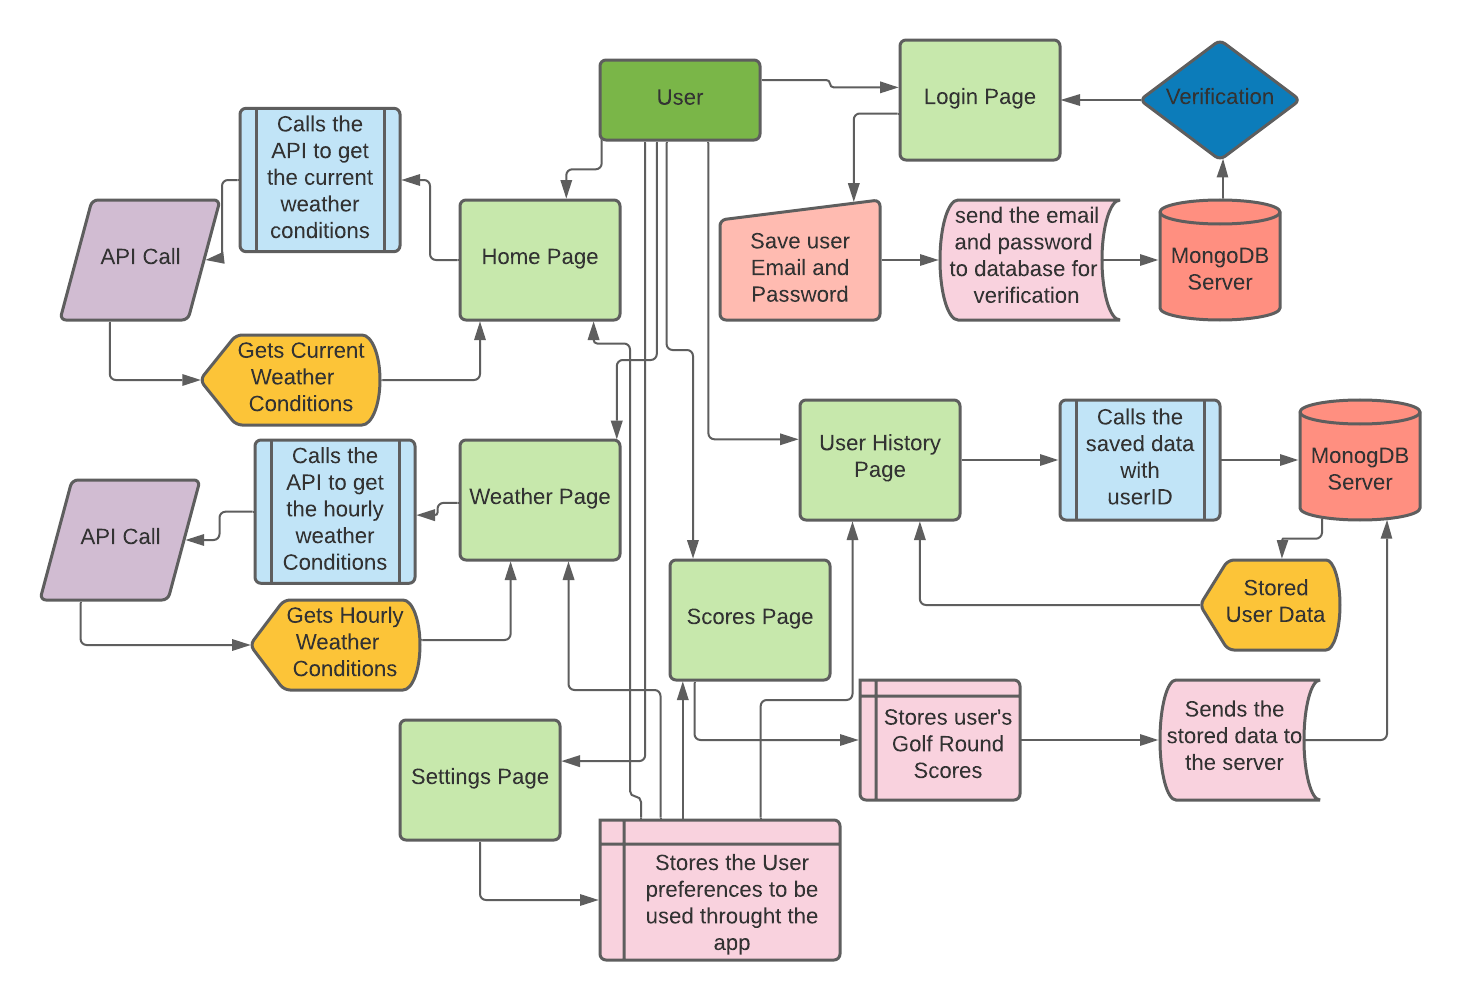 User
Login Page
Verification
Calls the
API to get
the current
weather
conditions
API Call
Home Page
Save user
Email and
Password
send the email
and password
to database for
verification
MongoDB
Server
Gets Current
Weather
Conditions
Calls the
API to get
the hourly
weather
Conditions
API Call
Weather Page
User History
Page
Calls the
saved data
with
userID
MonogDB
Server
Gets Hourly
Weather
Conditions
Scores Page
Stored
User Data
Settings Page
Stores user's
Golf Round
Scores
Sends the
stored data to
the server
Stores the User
preferences to be
used throught the
app